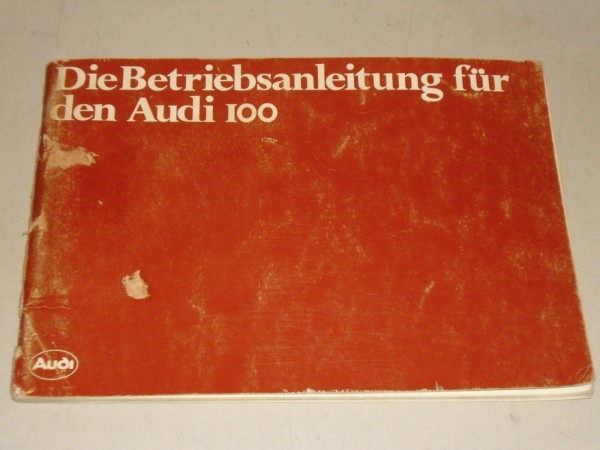 Die Betriebsanleitung für
den Audi 100
Audi